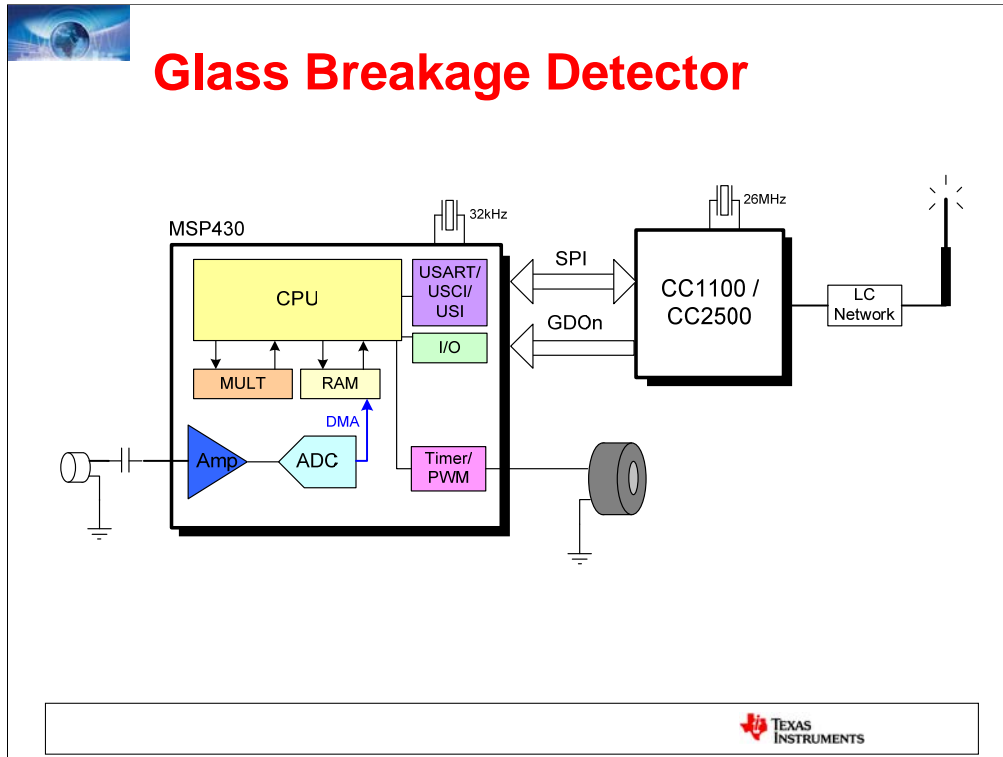 Glass Breakage Detector
MSP430
32kHz
26MHz
CPU
USART/
USCI/
USI
I/O
MULT
RAM
DMA
Amp
ADC
Timer/
PWM
SPI
GDOn
CC1100 /
CC2500
LC
Network
TEXAS
INSTRUMENTS